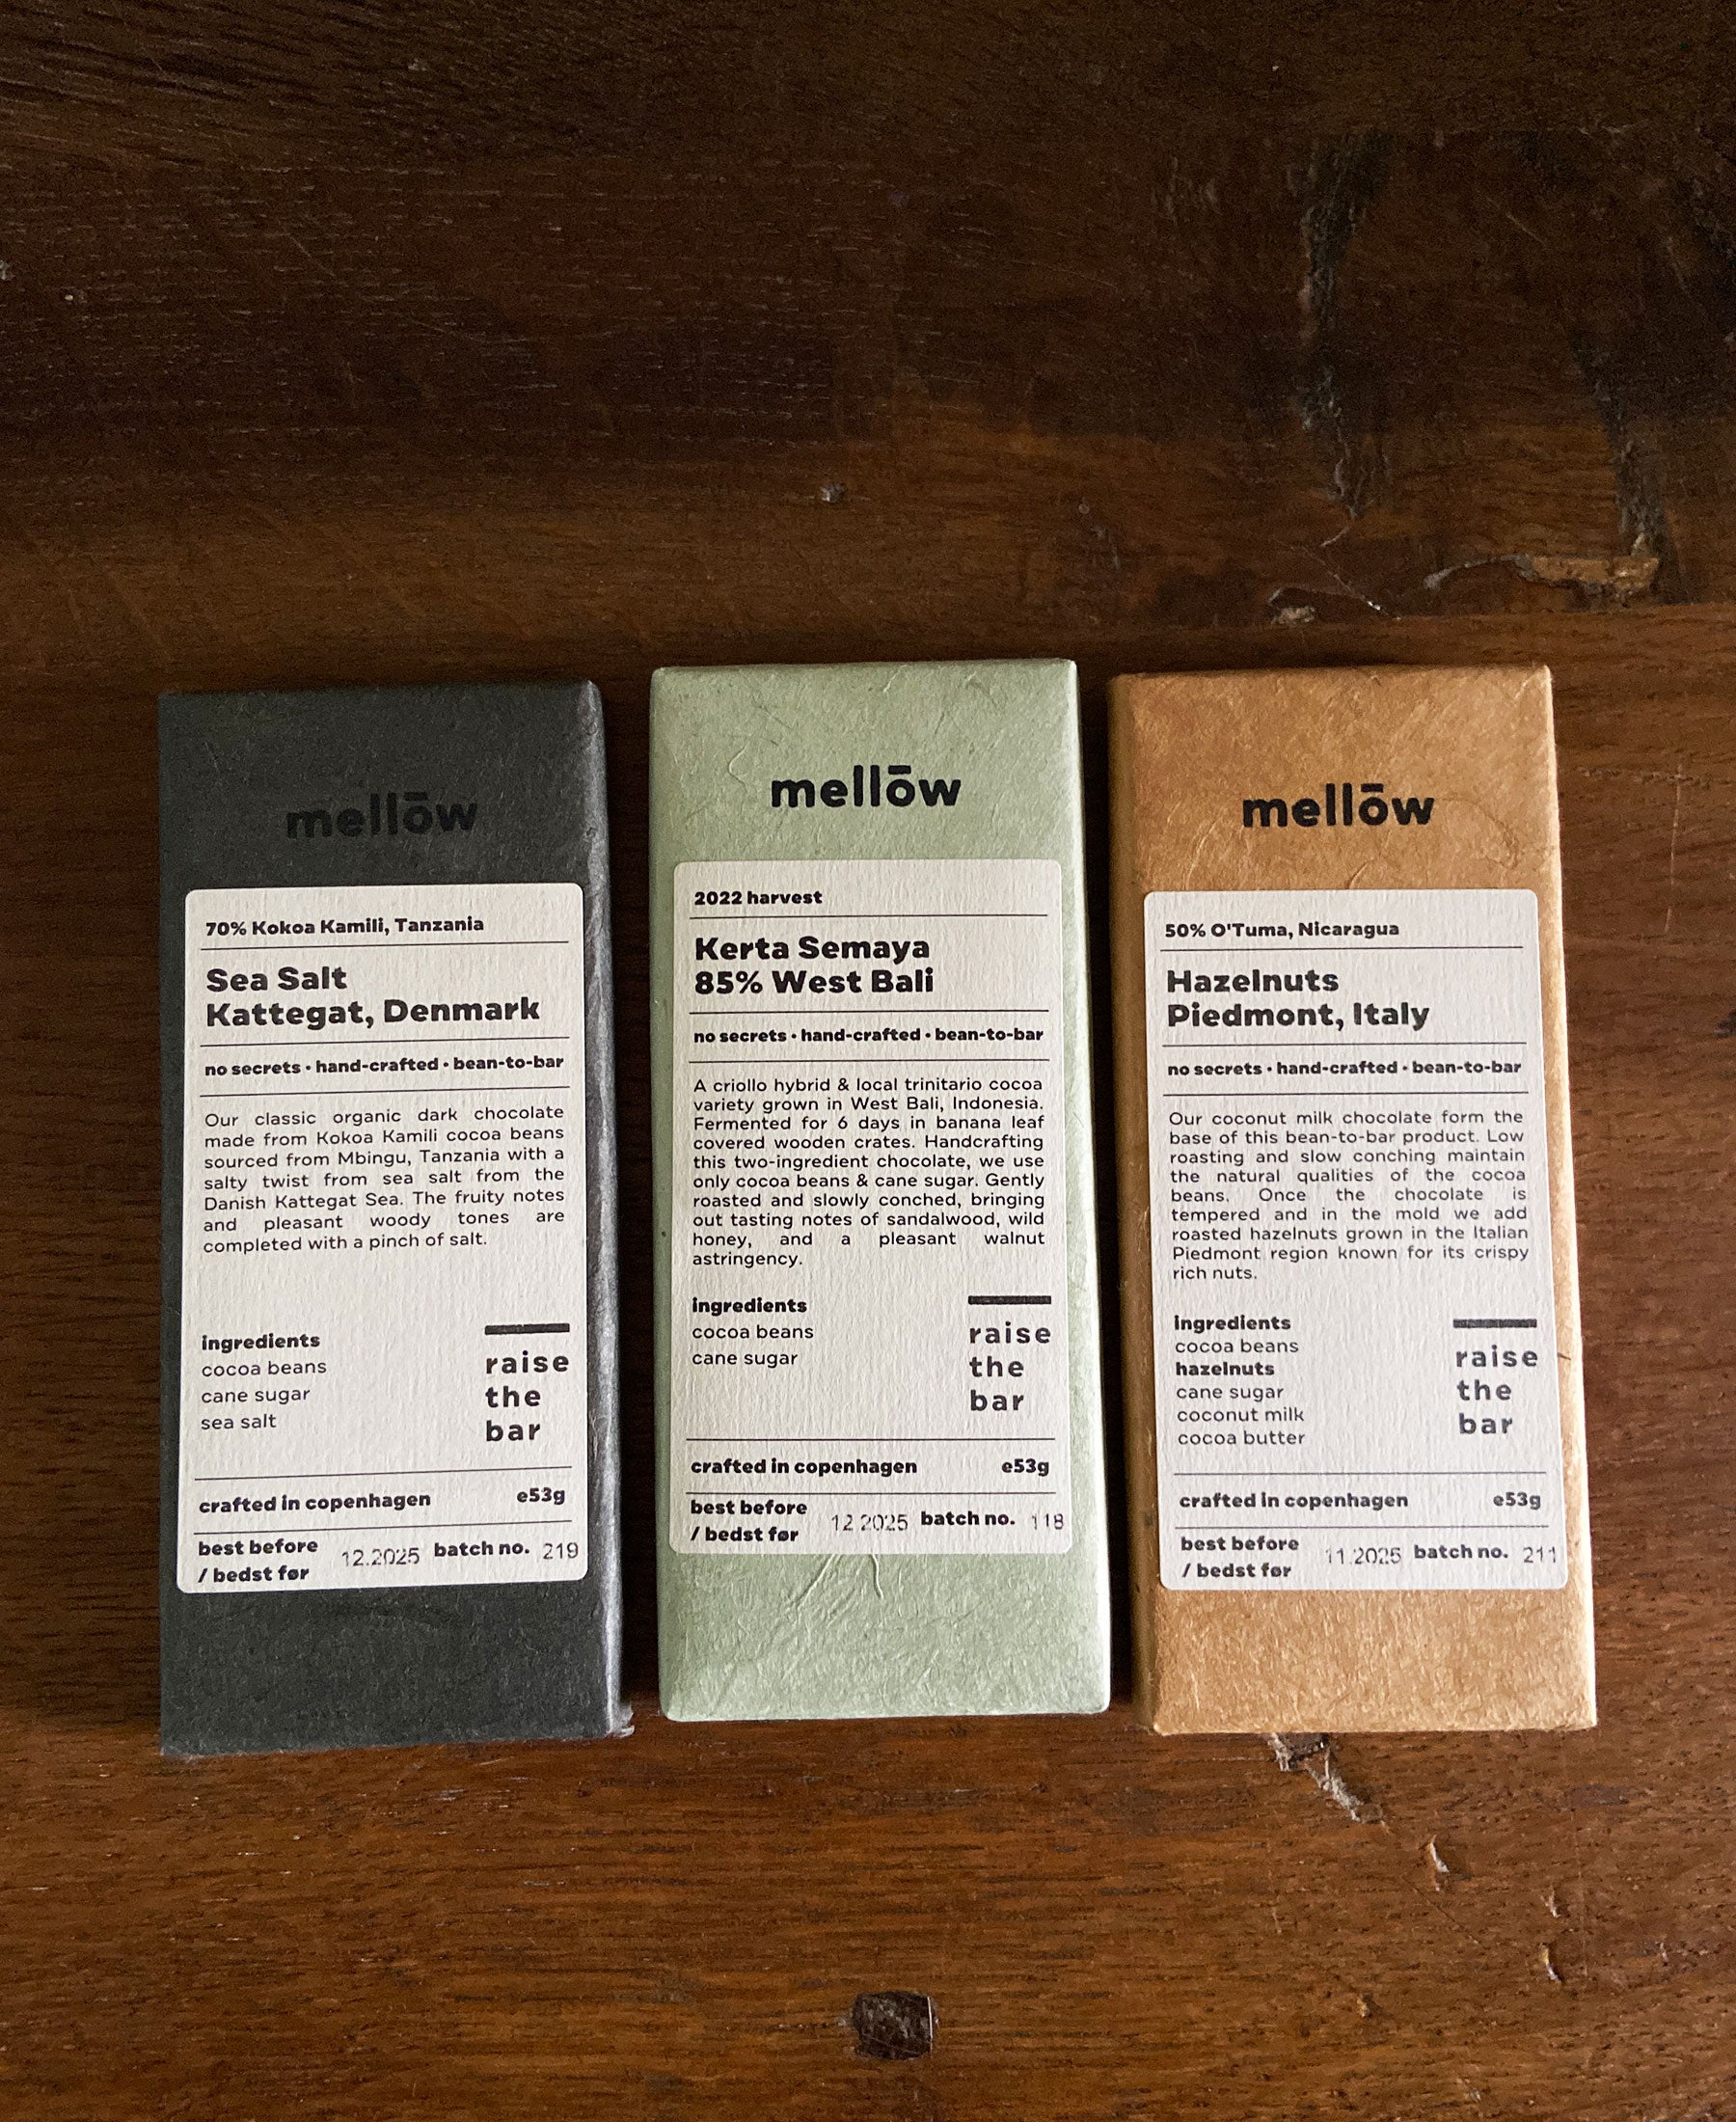 mellōw
70% Kokoa Kamili, Tanzania
Sea Salt
Kattegat, Denmark
no secrets • hand-crafted • bean-to-bar
Our classic organic dark chocolate
made from Kokoa Kamili cocoa beans
sourced from Mbingu, Tanzania with a
salty twist from sea salt from the
Danish Kattegat Sea. The fruity notes
and pleasant woody tones are
completed with a pinch of salt.
ingredients
cocoa beans
cane sugar
sea salt
raise
the
bar
crafted in copenhagen e53g
best before
/ bedst før 12.2025 batch no. 219
mellōw
2022 harvest
Kerta Semaya
85% West Bali
no secrets • hand-crafted • bean-to-bar
A criollo hybrid & local trinitario cocoa
variety grown in West Bali, Indonesia.
Fermented for 6 days in banana leaf
covered wooden crates. Handcrafting
this two-ingredient chocolate, we use
only cocoa beans & cane sugar. Gently
roasted and slowly conched, bringing
out tasting notes of sandalwood, wild
honey, and a pleasant walnut
astringency.
ingredients
cocoa beans
cane sugar
raise
the
bar
crafted in copenhagen e53g
best before
/ bedst før 12 2025 batch no. 118
mellōw
50% O'Tuma, Nicaragua
Hazelnuts
Piedmont, Italy
no secrets • hand-crafted • bean-to-bar
Our coconut milk chocolate form the
base of this bean-to-bar product. Low
roasting and slow conching maintain
the natural qualities of the cocoa
beans. Once the chocolate is
tempered and in the mold we add
roasted hazelnuts grown in the Italian
Piedmont region known for its crispy
rich nuts.
ingredients
cocoa beans
hazelnuts
cane sugar
coconut milk
cocoa butter
raise
the
bar
crafted in copenhagen e53g
best before
/ bedst før 11.2025 batch no. 211